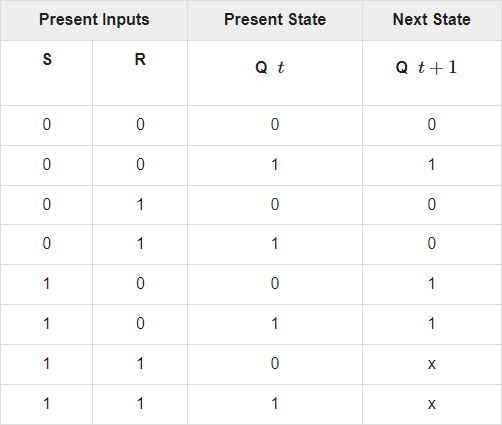 Present Inputs Present State Next State
S R Q t Q t + 1
0 0 0 0
0 0 1 1
0 1 0 0
0 1 1 0
1 0 0 1
1 0 1 1
1 1 0 x
1 1 1 x